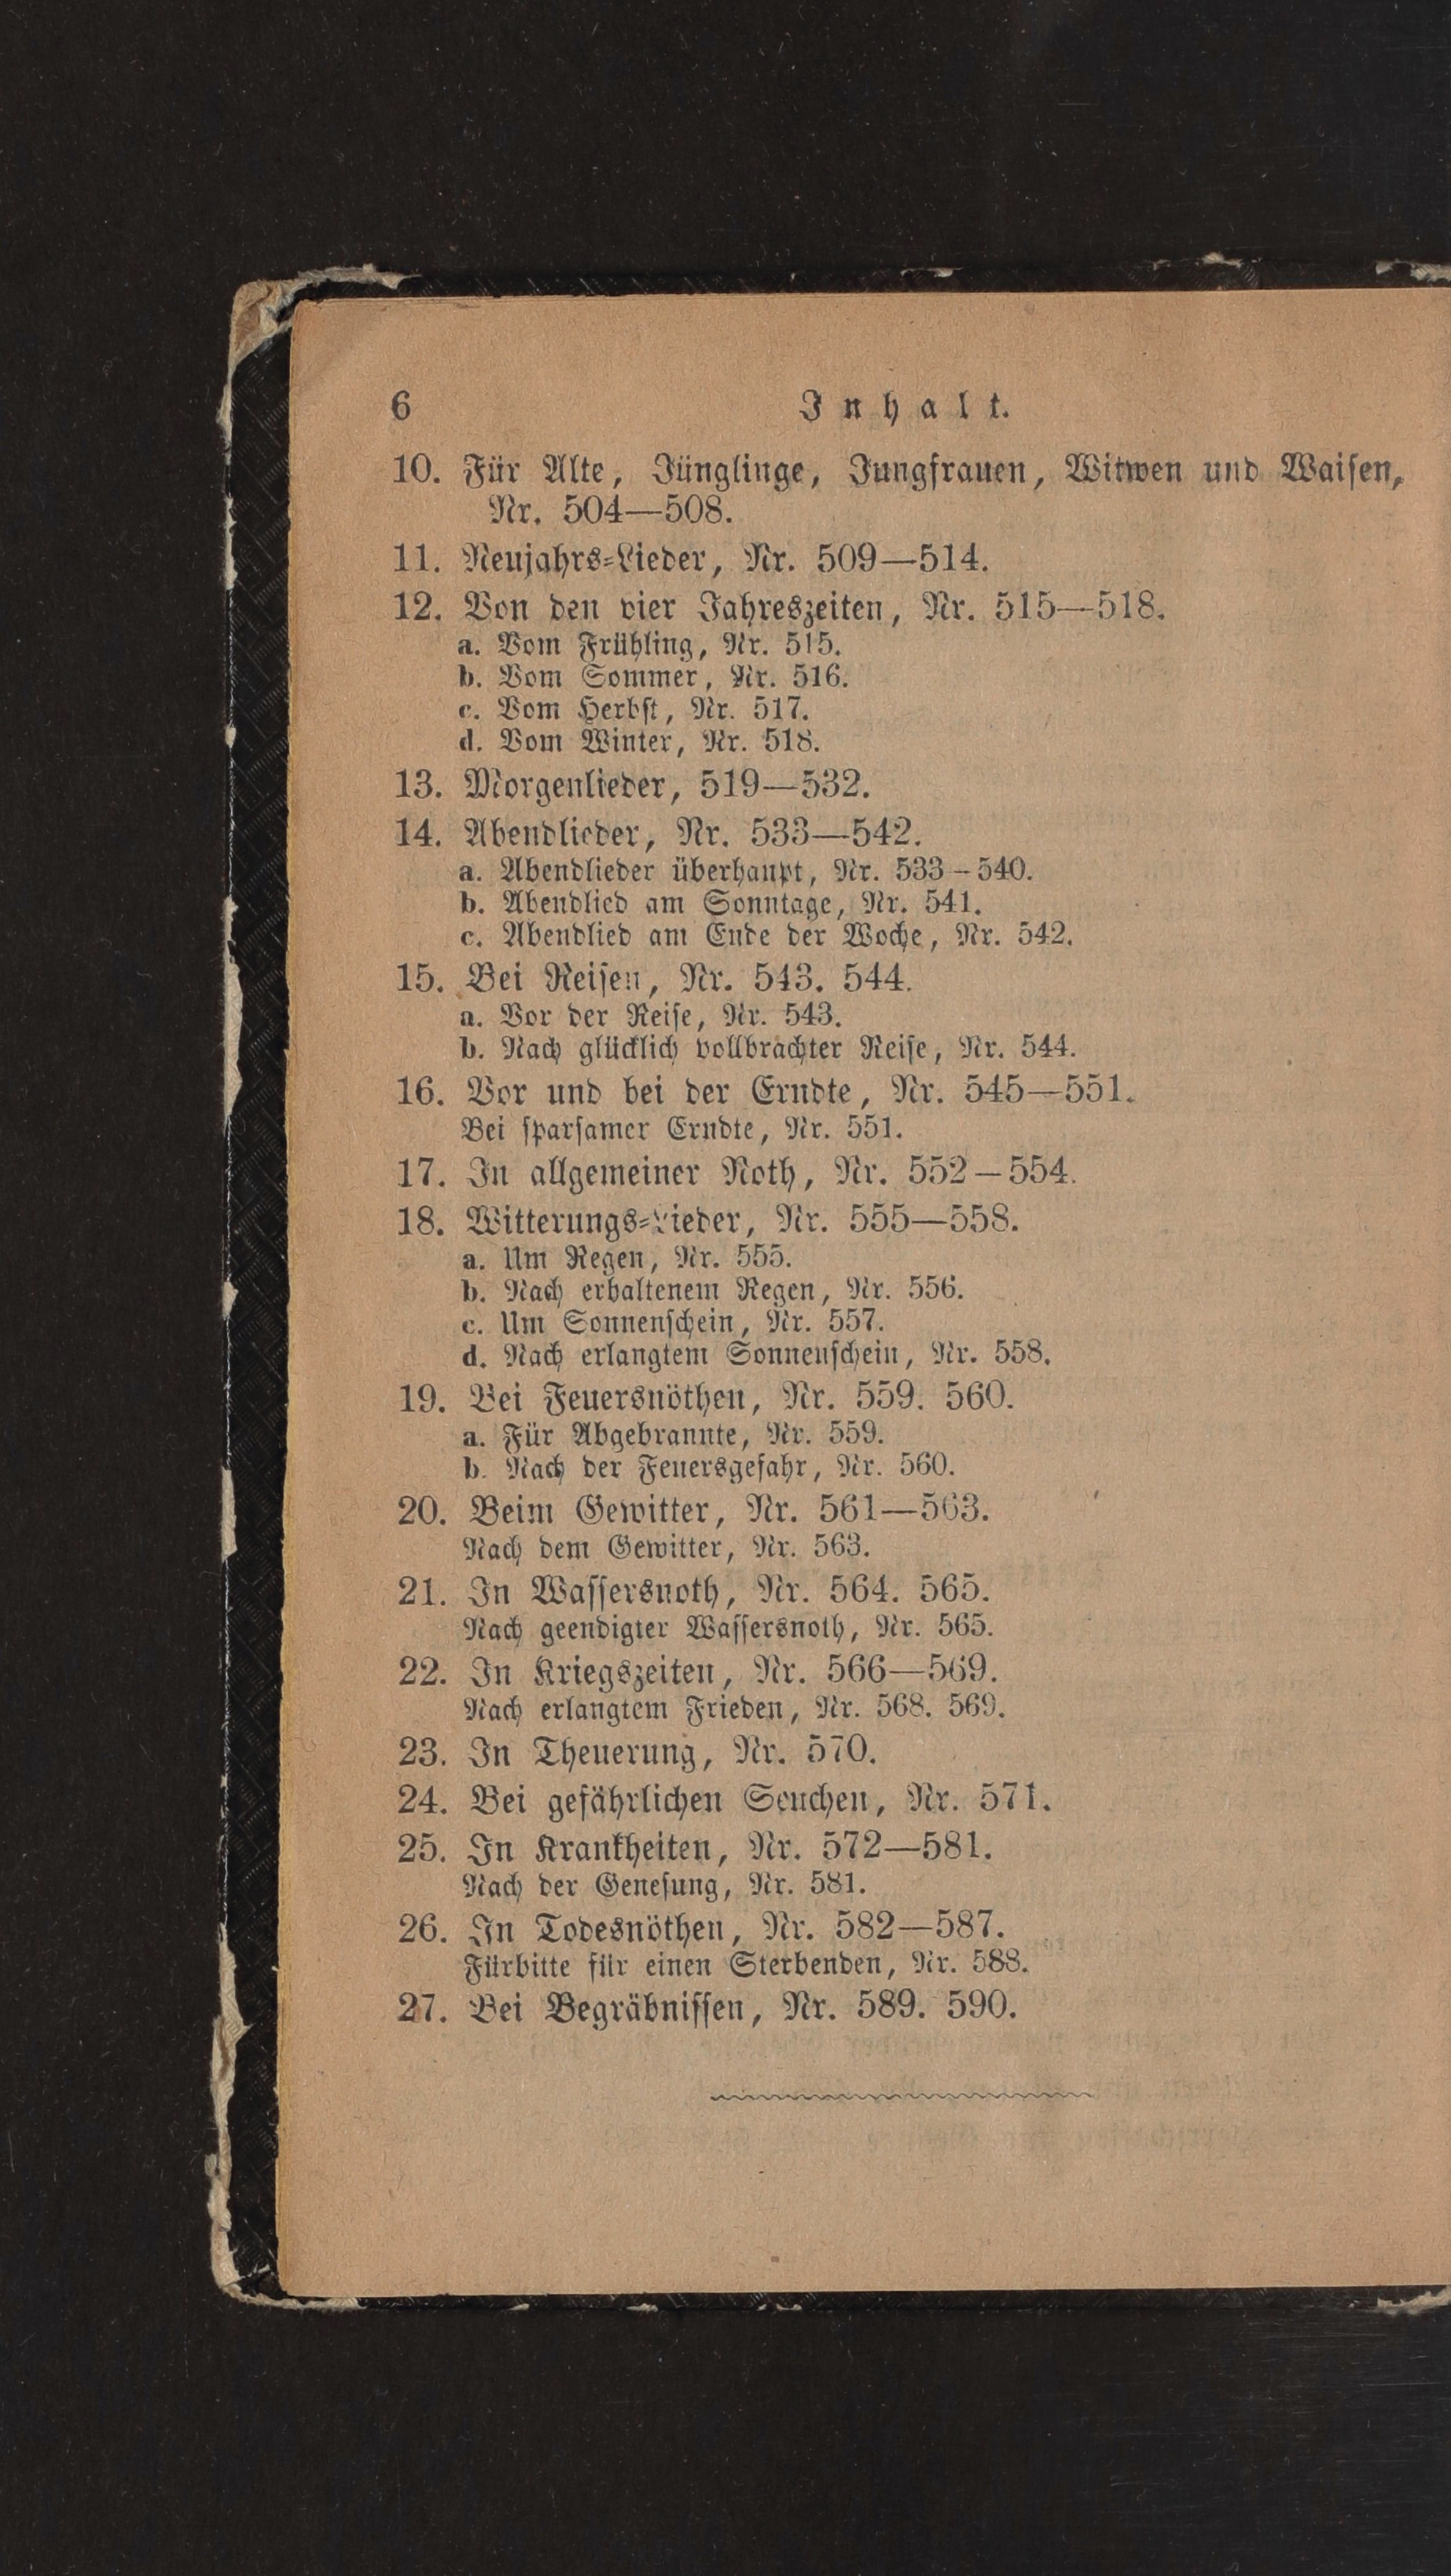 6 Inhalt.
10. Für Alte, Jünglinge, Jungfrauen, Witwen und Waisen,
Nr. 504—508.
11. Neujahrs-Lieder, Nr. 509—514.
12. Von den vier Jahreszeiten, Nr. 515—518.
a. Vom Frühling, Nr. 515.
b. Vom Sommer, Nr. 516.
c. Vom Herbst, Nr. 517.
d. Vom Winter, Nr. 518.
13. Morgenlieder, 519—532.
14. Abendlieder, Nr. 533—542.
a. Abendlieder überhaupt, Nr. 533–540.
b. Abendlied am Sonntage, Nr. 541.
c. Abendlied am Ende der Woche, Nr. 542.
15. Bei Reisen, Nr. 543. 544.
a. Vor der Reise, Nr. 543.
b. Nach glücklich vollbrachter Reise, Nr. 544.
16. Vor und bei der Erndte, Nr. 545—551.
Bei sparsamer Erndte, Nr. 551.
17. In allgemeiner Noth, Nr. 552–554.
18. Witterungs-Lieder, Nr. 555—558.
a. Um Regen, Nr. 555.
b. Nach erhaltenem Regen, Nr. 556.
c. Um Sonnenschein, Nr. 557.
d. Nach erlangtem Sonnenschein, Nr. 558.
19. Bei Feuersnöthen, Nr. 559. 560.
a. Für Abgebrannte, Nr. 559.
b. Nach der Feuersgefahr, Nr. 560.
20. Beim Gewitter, Nr. 561—563.
Nach dem Gewitter, Nr. 563.
21. In Wassersnoth, Nr. 564. 565.
Nach geendigter Wassersnoth, Nr. 565.
22. In Kriegszeiten, Nr. 566—569.
Nach erlangtem Frieden, Nr. 568. 569.
23. In Theuerung, Nr. 570.
24. Bei gefährlichen Seuchen, Nr. 571.
25. In Krankheiten, Nr. 572—581.
Nach der Genesung, Nr. 581.
26. In Todesnöthen, Nr. 582—587.
Fürbitte für einen Sterbenden, Nr. 588.
27. Bei Begräbnissen, Nr. 589. 590.